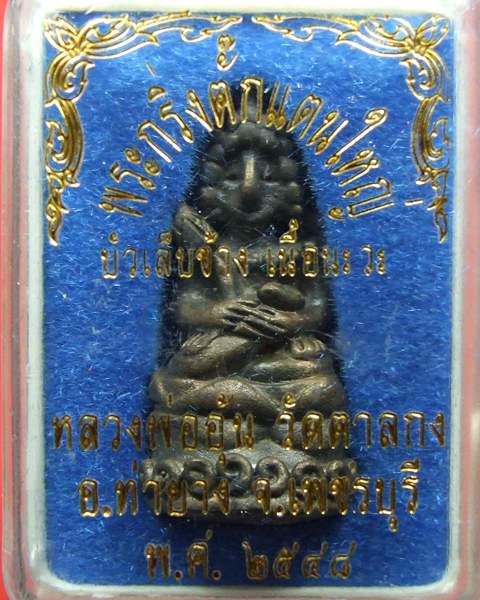 พระกริ่งตั๊กแตนใหญ่
บัวเล็บช้าง เนื้อนะวะ
หลวงพ่ออุ้น วัดตาลกง
อ.ท่ายาง จ.เพชรบุรี
พ.ศ. ๒๕๔๘